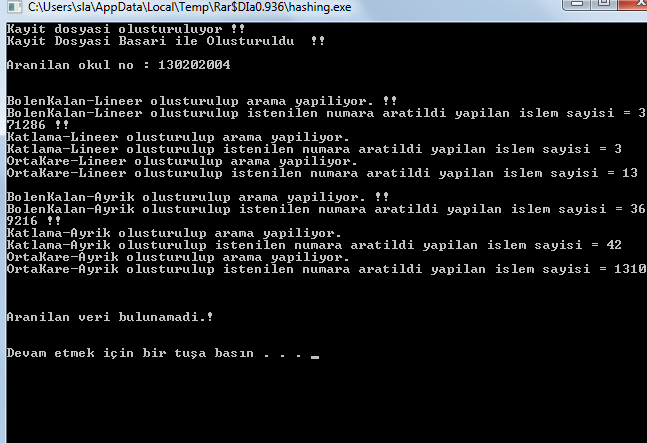 C:\Users\sla\AppData\Local\Temp\Rar$DIa0.936\hashing.exe
Kayit dosyasi olusturuluyor !!
Kayit Dosyasi Basari ile Olusturuldu  !!
Aranilan okul no : 130202004
BolenKalan-Lineer olusturulup arama yapiliyor. !!
BolenKalan-Lineer olusturulup istenilen numara aratildi yapilan islem sayisi = 3
71286 !!
Katlama-Lineer olusturulup arama yapiliyor.
Katlama-Lineer olusturulup istenilen numara aratildi yapilan islem sayisi = 3
OrtaKare-Lineer olusturulup arama yapiliyor.
OrtaKare-Lineer olusturulup istenilen numara aratildi yapilan islem sayisi = 13
BolenKalan-Ayrik olusturulup arama yapiliyor. !!
BolenKalan-Ayrik olusturulup istenilen numara aratildi yapilan islem sayisi = 36
9216 !!
Katlama-Ayrik olusturulup arama yapiliyor.
Katlama-Ayrik olusturulup istenilen numara aratildi yapilan islem sayisi = 42
OrtaKare-Ayrik olusturulup arama yapiliyor.
OrtaKare-Ayrik olusturulup istenilen numara aratildi yapilan islem sayisi = 1310
Aranilan veri bulunamadi.!
Devam etmek için bir tuşa basın . . .